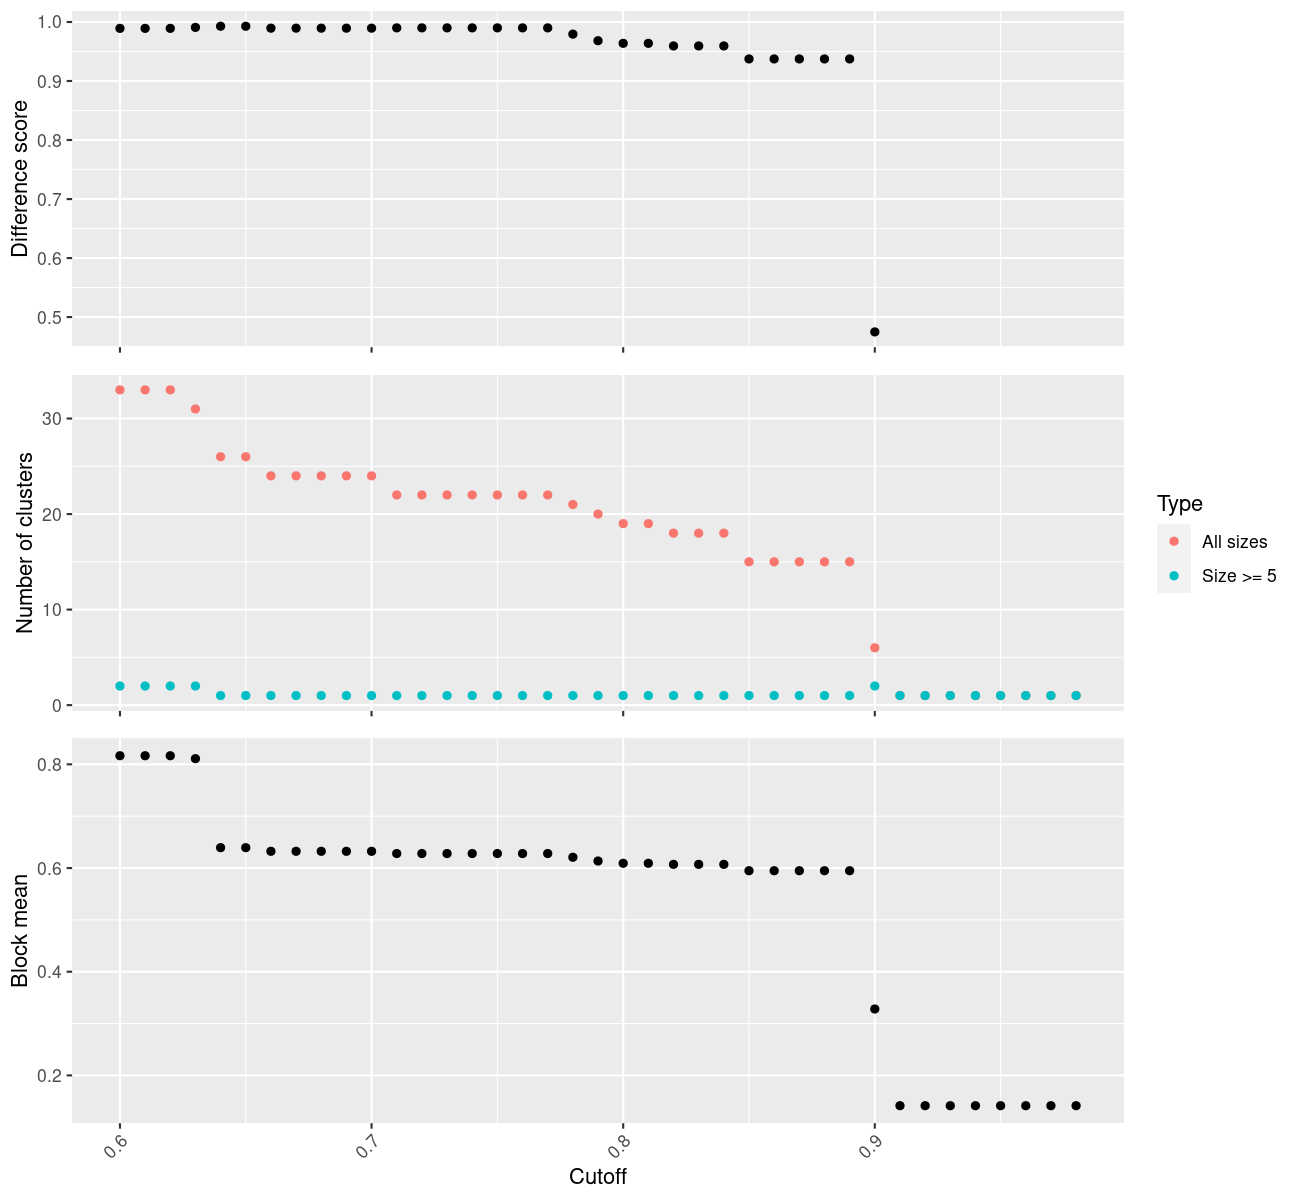 Difference score
1.0
0.9
0.8
0.7
0.6
0.5
Number of clusters
30
20
10
0
Type
All sizes
Size >= 5
Block mean
0.8
0.6
0.4
0.2
0.6
0.7
0.8
0.9
Cutoff